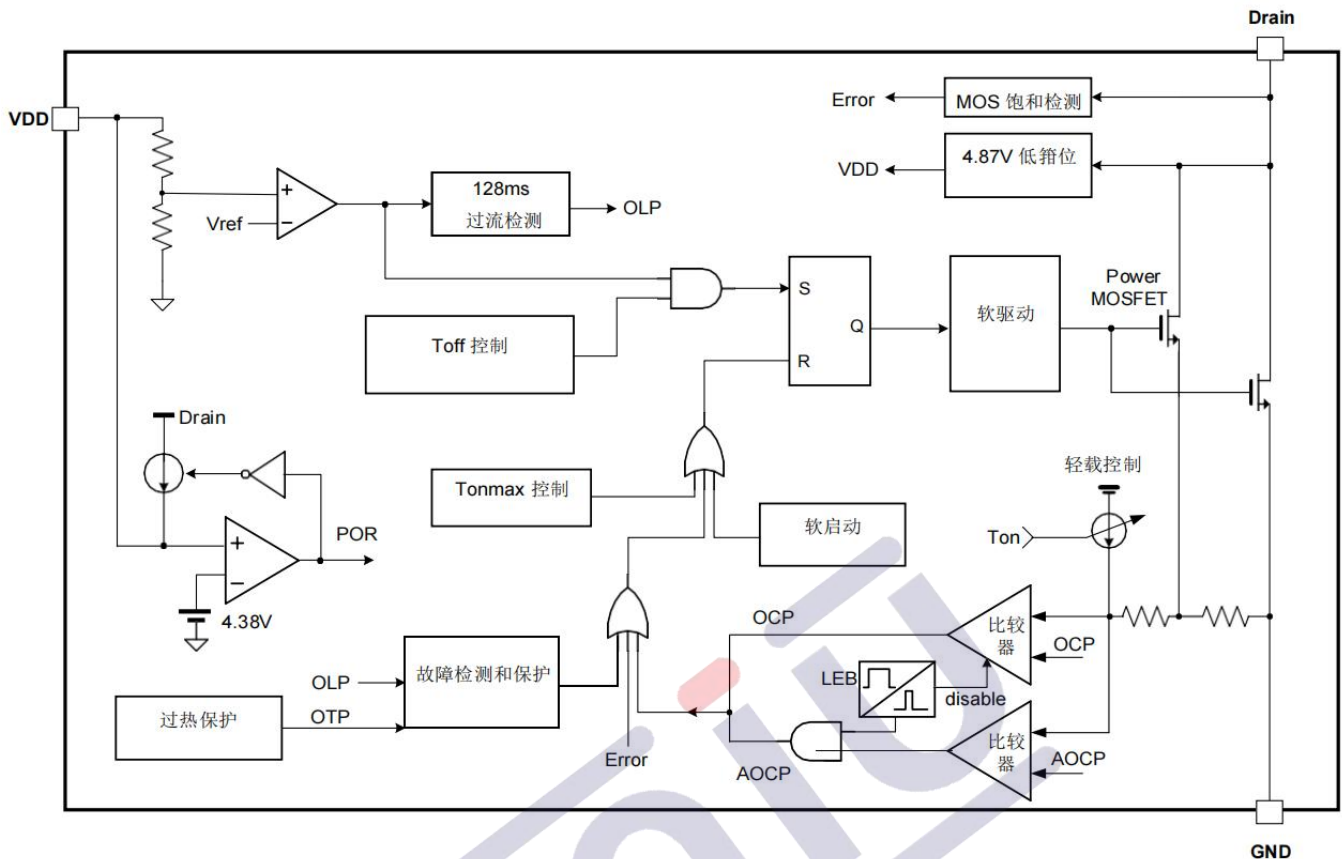 Drain
VDD
Error
MOS 饱和检测
VDD
4.87V 低箝位
128ms
过流检测
OLP
Vref
+
−
Power
MOSFET
S
Q
R
软驱动
Toff 控制
Drain
轻载控制
Tonmax 控制
软启动
Ton
POR
+
−
4.38V
OCP
比较
器
OCP
LEB
disable
故障检测和保护
OLP
OTP
过热保护
Error
AOCP
比较
器
AOCP
GND